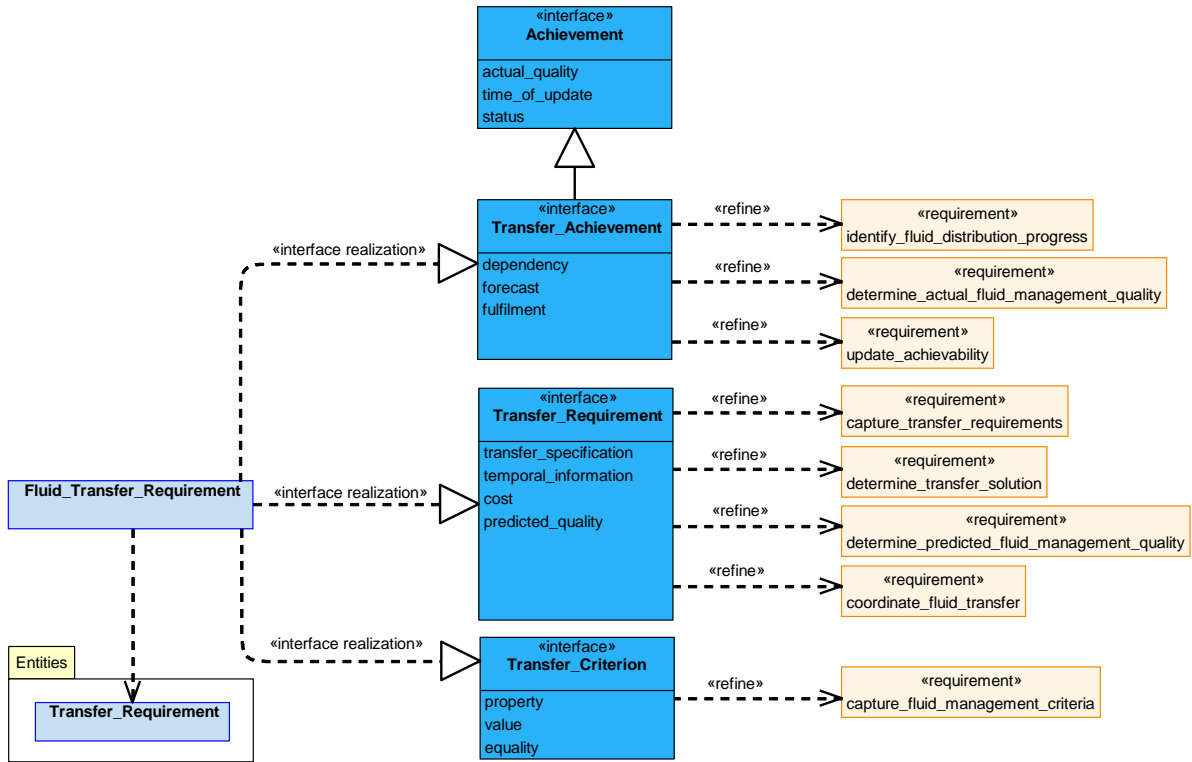 «interface»
Achievement
actual_quality
time_of_update
status
«interface»
Transfer_Achievement
dependency
forecast
fulfilment
«refine»
«requirement»
identify_fluid_distribution_progress
«refine»
«requirement»
determine_actual_fluid_management_quality
«refine»
«requirement»
update_achievability
«interface realization»
«interface»
Transfer_Requirement
transfer_specification
temporal_information
cost
predicted_quality
«refine»
«requirement»
capture_transfer_requirements
«refine»
«requirement»
determine_transfer_solution
«refine»
«requirement»
determine_predicted_fluid_management_quality
«refine»
«requirement»
coordinate_fluid_transfer
Fluid_Transfer_Requirement
«interface realization»
«interface realization»
«interface»
Transfer_Criterion
property
value
equality
«refine»
«requirement»
capture_fluid_management_criteria
Entities
Transfer_Requirement